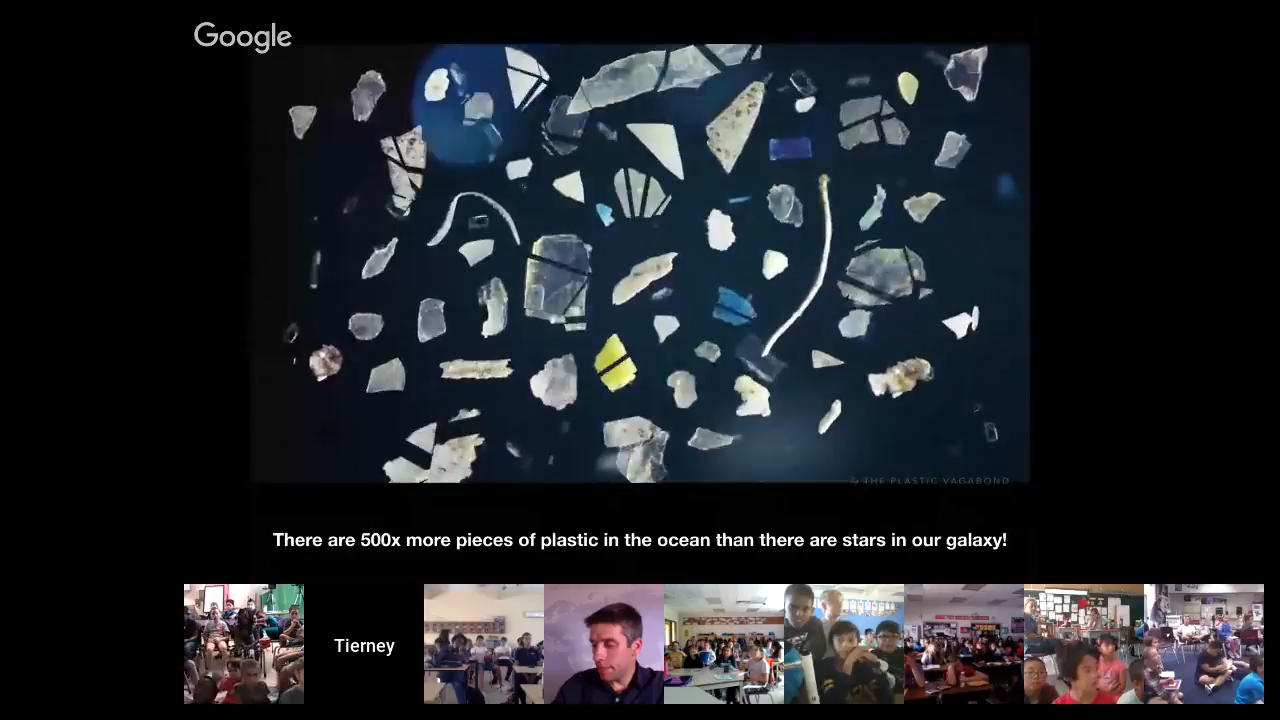 Google
© THE PLASTIC VAGABOND
There are 500x more pieces of plastic in the ocean than there are stars in our galaxy!
Tierney